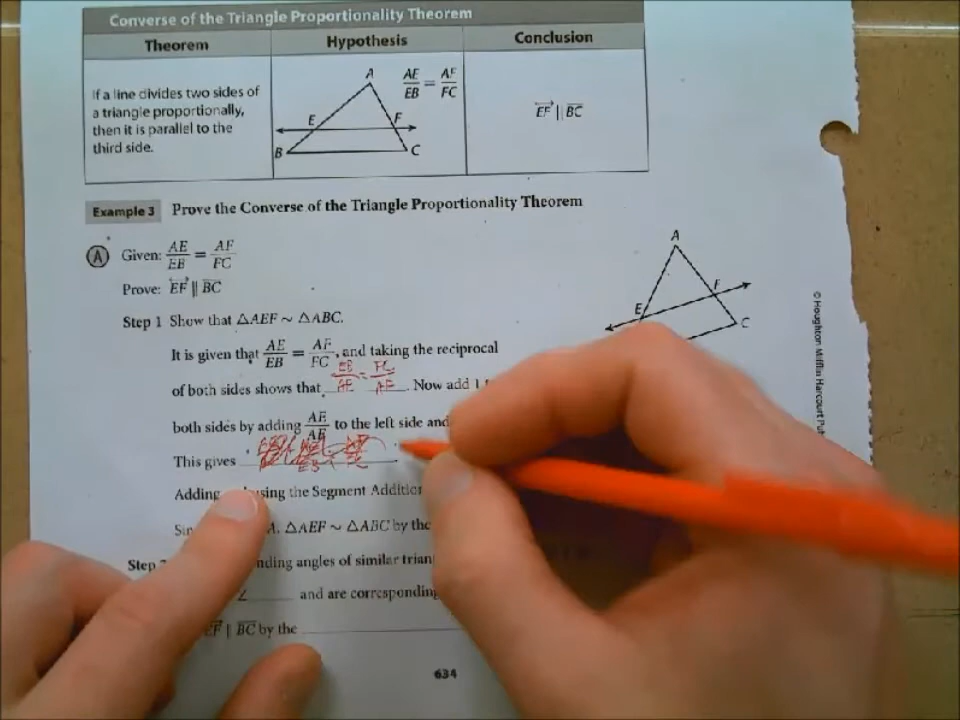 Converse of the Triangle Proportionality Theorem
Theorem Hypothesis Conclusion
If a line divides two sides of
a triangle proportionally,
then it is parallel to the
third side.
A
E F
B C
AE/EB = AF/FC
EF ∥ BC
Example 3 Prove the Converse of the Triangle Proportionality Theorem
A Given: AE/EB = AF/FC
Prove: EF ∥ BC
A
F
E
C
Step 1 Show that △AEF ~ △ABC.
It is given that AE/EB = AF/FC, and taking the reciprocal
of both sides shows that EB/AE = FC/AF. Now add 1
both sides by adding AE/AE to the left side and
This gives
Adding using the Segment Addition
A. △AEF ~ △ABC by the
Step
angles of similar
∠ and are corresponding
EF ∥ BC by the
634
© Houghton Mifflin Harcourt